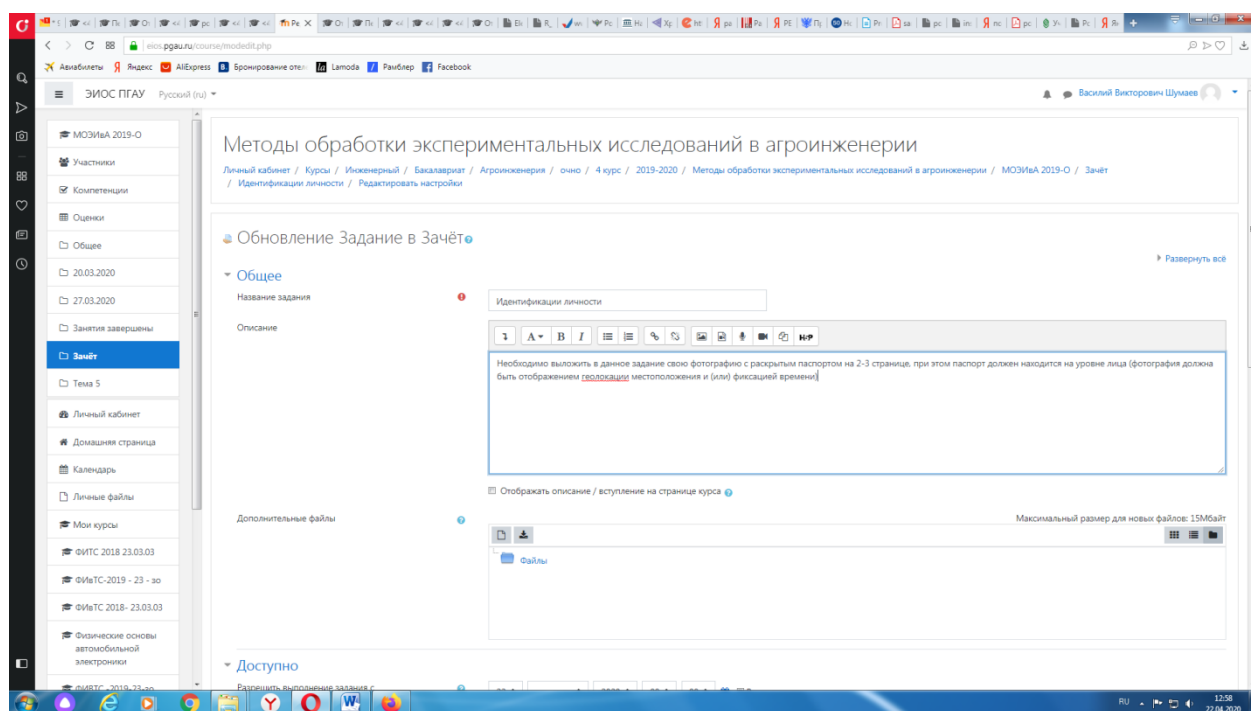 eios.pgau.ru/course/modedit.php
Авиабилеты Яндекс AliExpress Бронирование отел Lamoda Рамблер Facebook
ЭИОС ПГАУ Русский (ru)
Василий Викторович Шумаев
МОЭИвА 2019-О
Участники
Компетенции
Оценки
Общее
20.03.2020
27.03.2020
Занятия завершены
Зачёт
Тема 5
Личный кабинет
Домашняя страница
Календарь
Личные файлы
Мои курсы
ФИТС 2018 23.03.03
ФИвТС-2019 - 23 - зо
ФИвТС 2018- 23.03.03
Физические основы
автомобильной
электроники
ФИВТС -2019-23-зо
Методы обработки экспериментальных исследований в агроинженерии
Личный кабинет / Курсы / Инженерный / Бакалавриат / Агроинженерия / очно / 4 курс / 2019-2020 / Методы обработки экспериментальных исследований в агроинженерии / МОЭИвА 2019-О / Зачёт
/ Идентификации личности / Редактировать настройки
Обновление Задание в Зачёт
Развернуть всё
Общее
Название задания
Идентификации личности
Описание
Необходимо выложить в данное задание свою фотографию с раскрытым паспортом на 2-3 странице, при этом паспорт должен находится на уровне лица (фотография должна
быть отображением геолокации местоположения и (или) фиксацией времени)
Отображать описание / вступление на странице курса
Дополнительные файлы
Максимальный размер для новых файлов: 15Мбайт
Файлы
Доступно
Разрешить выполнение задания с
RU
12:58
22.04.2020